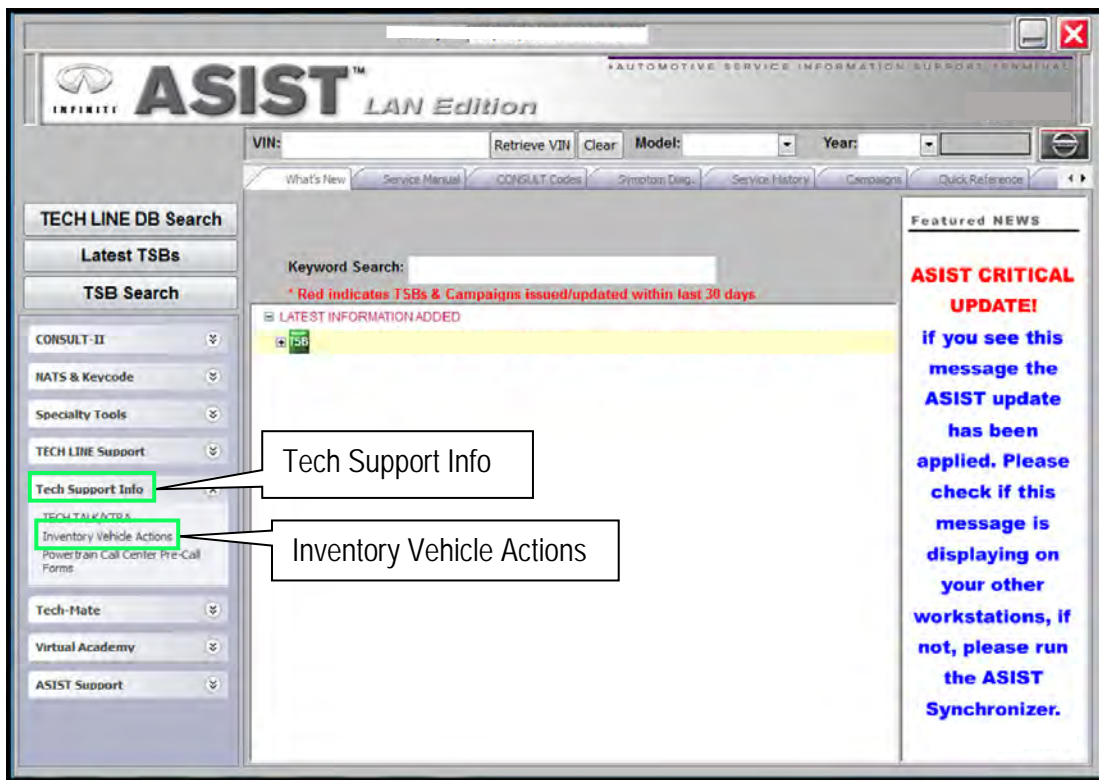 INFINITI
ASIST™
LAN Edition
AUTOMOTIVE SERVICE INFORMATION SUPPORT TERMINAL
VIN:
Retrieve VIN
Clear
Model:
Year:
What's New
Service Manual
CONSULT Codes
Symptom Diag.
Service History
Campaigns
Quick Reference
TECH LINE DB Search
Latest TSBs
TSB Search
CONSULT-II
NATS & Keycode
Specialty Tools
TECH LINE Support
Tech Support Info
TECH TALK/XTRA
Inventory Vehicle Actions
Powertrain Call Center Pre-Call
Forms
Tech-Mate
Virtual Academy
ASIST Support
Keyword Search:
* Red indicates TSBs & Campaigns issued/updated within last 30 days
LATEST INFORMATION ADDED
TSB
Tech Support Info
Inventory Vehicle Actions
Featured NEWS
ASIST CRITICAL
UPDATE!
if you see this
message the
ASIST update
has been
applied. Please
check if this
message is
displaying on
your other
workstations, if
not, please run
the ASIST
Synchronizer.